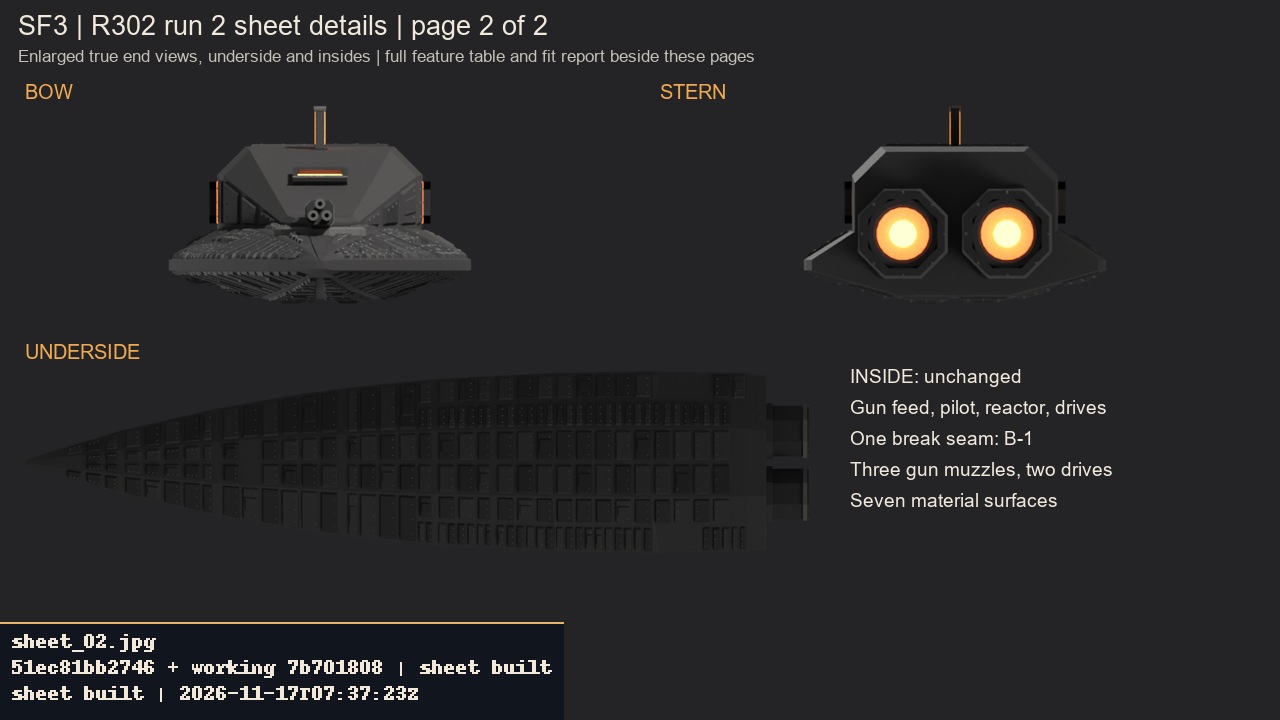 SF3 | R302 run 2 sheet details | page 2 of 2
Enlarged true end views, underside and insides | full feature table and fit report beside these pages
BOW
STERN
UNDERSIDE
INSIDE: unchanged
Gun feed, pilot, reactor, drives
One break seam: B-1
Three gun muzzles, two drives
Seven material surfaces
sheet_02.jpg
51ec81bb2746 + working 7b701808 | sheet built
sheet built | 2026-11-17T07:37:23Z